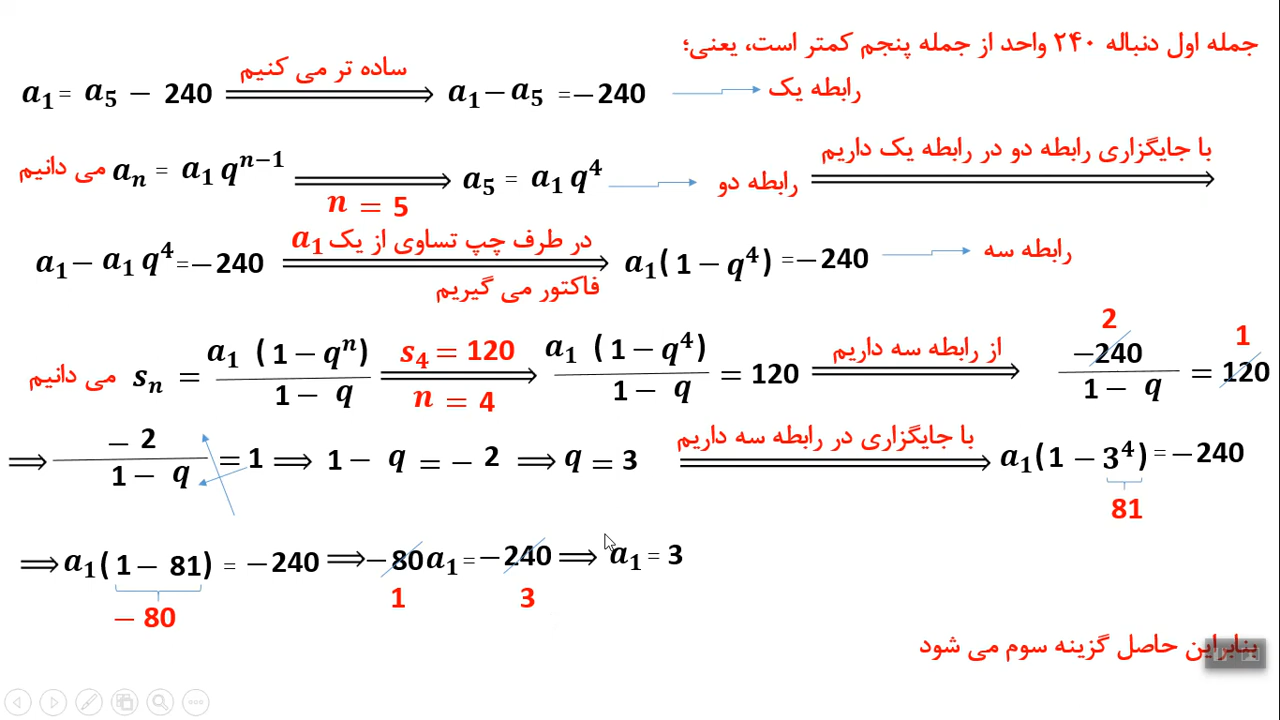 جمله اول دنباله ۲۴۰ واحد از جمله پنجم کمتر است، یعنی؛
a₁ = a₅ − 240 ⟹ ساده تر می کنیم a₁ − a₅ = −240 → رابطه یک
می دانیم aₙ = a₁ qⁿ⁻¹ ⟹ n = 5 a₅ = a₁ q⁴ → رابطه دو ⟹ با جایگزاری رابطه دو در رابطه یک داریم
a₁ − a₁ q⁴ = −240 ⟹ در طرف چپ تساوی از یک a₁ فاکتور می گیریم a₁(1 − q⁴) = −240 → رابطه سه
می دانیم sₙ = a₁ (1 − qⁿ) / 1 − q ⟹ s₄ = 120 n = 4 a₁ (1 − q⁴) / 1 − q = 120 ⟹ از رابطه سه داریم −240 / 1 − q = 120 2 1
⟹ −2 / 1 − q = 1 ⟹ 1 − q = −2 ⟹ q = 3 ⟹ با جایگزاری در رابطه سه داریم a₁(1 − 3⁴) = −240
81
⟹ a₁(1 − 81) = −240 ⟹ −80a₁ = −240 ⟹ a₁ = 3
−80 1 3
بنابراین حاصل گزینه سوم می شود